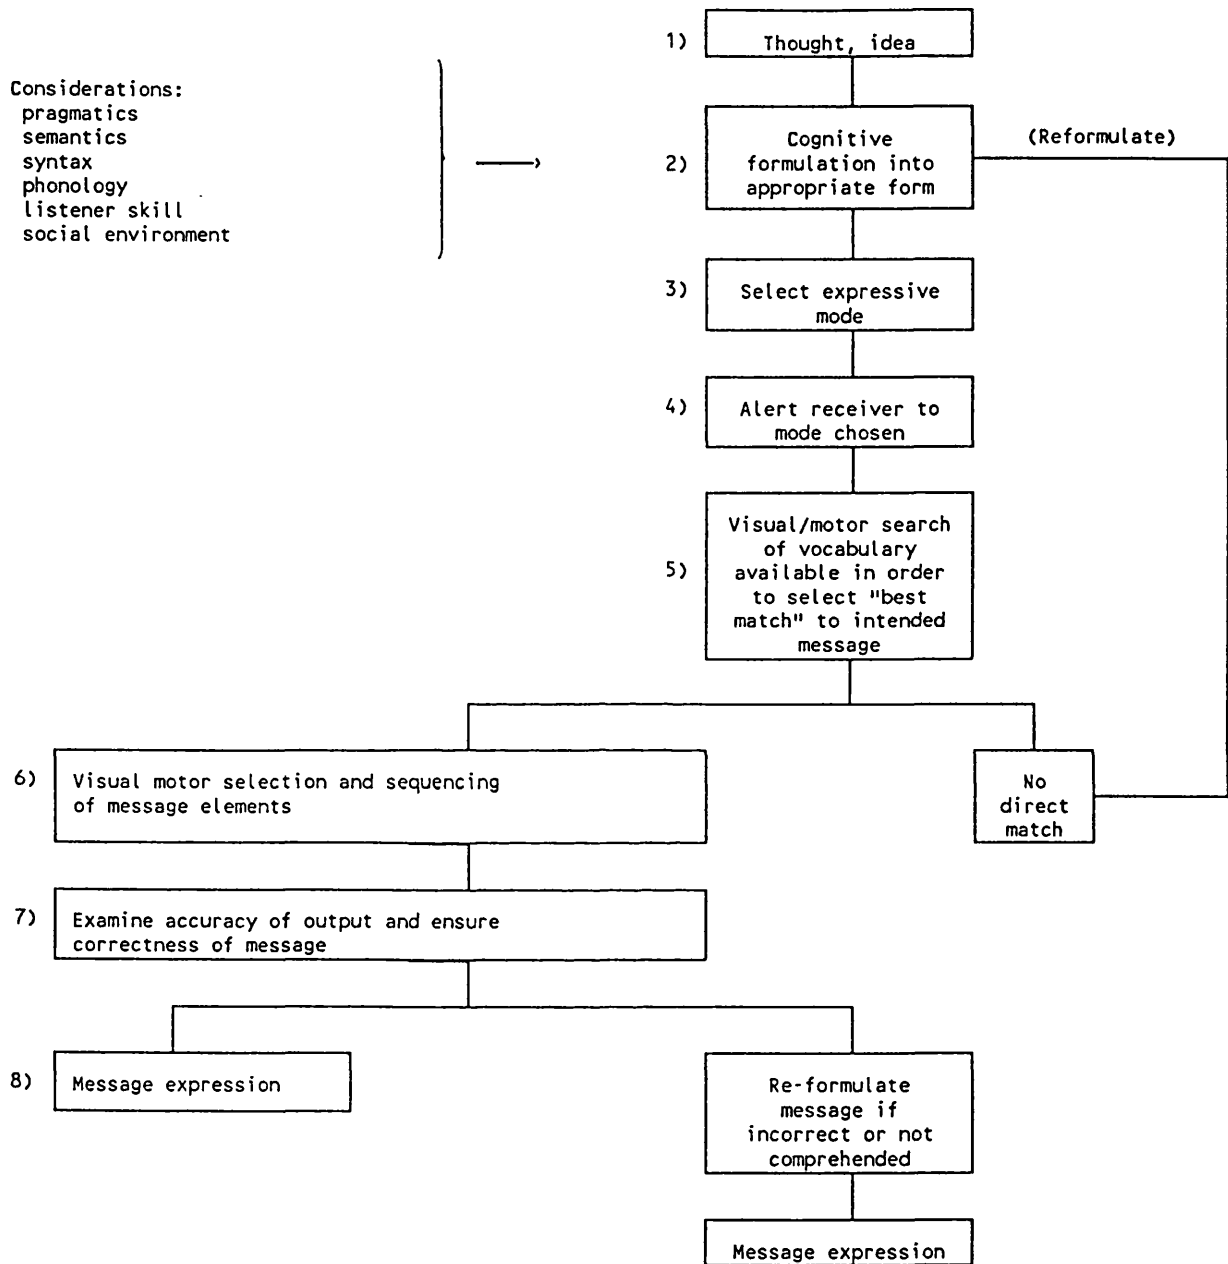 1) Thought, idea
Considerations:
pragmatics
semantics
syntax
phonology
listener skill
social environment
2) Cognitive
formulation into
appropriate form
(Reformulate)
3) Select expressive
mode
4) Alert receiver to
mode chosen
5) Visual/motor search
of vocabulary
available in order
to select "best
match" to intended
message
6) Visual motor selection and sequencing
of message elements
No
direct
match
7) Examine accuracy of output and ensure
correctness of message
8) Message expression
Re-formulate
message if
incorrect or not
comprehended
Message expression